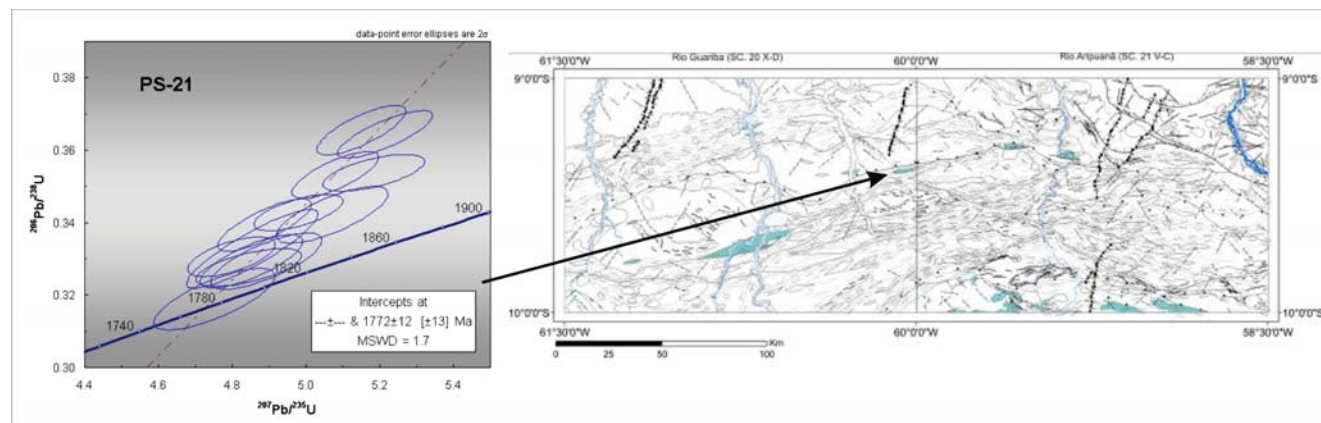 data-point error ellipses are 2σ
PS-21
0.38
0.36
0.34
0.32
0.30
²⁰⁶Pb/²³⁸U
1740
1780
1820
1860
1900
Intercepts at
---±--- & 1772±12 [±13] Ma
MSWD = 1.7
4.4
4.6
4.8
5.0
5.2
5.4
²⁰⁷Pb/²³⁵U
Rio Guariba (SC. 20 X-D)
Rio Aripuanã (SC. 21 V-C)
61°30'0"W
60°0'0"W
58°30'0"W
9°0'0"S
9°0'0"S
10°0'0"S
10°0'0"S
61°30'0"W
60°0'0"W
58°30'0"W
Km
0
25
50
100